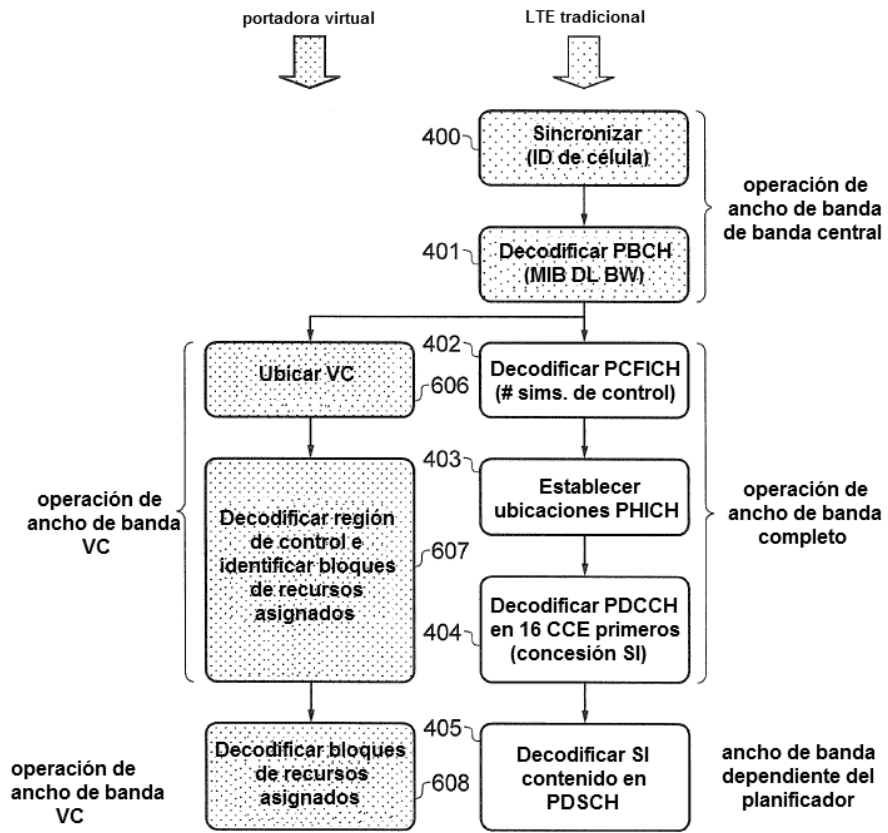 portadora virtual
LTE tradicional
400
Sincronizar
(ID de célula)
operación de
ancho de banda
de banda central
401
Decodificar PBCH
(MIB DL BW)
402
Ubicar VC
606
Decodificar PCFICH
(# sims. de control)
403
operación de
ancho de banda
VC
Decodificar región
de control e
identificar bloques
de recursos
asignados
607
Establecer
ubicaciones PHICH
operación de
ancho de banda
completo
404
Decodificar PDCCH
en 16 CCE primeros
(concesión SI)
operación de
ancho de banda
VC
Decodificar bloques
de recursos
asignados
608
405
Decodificar SI
contenido en
PDSCH
ancho de banda
dependiente del
planificador